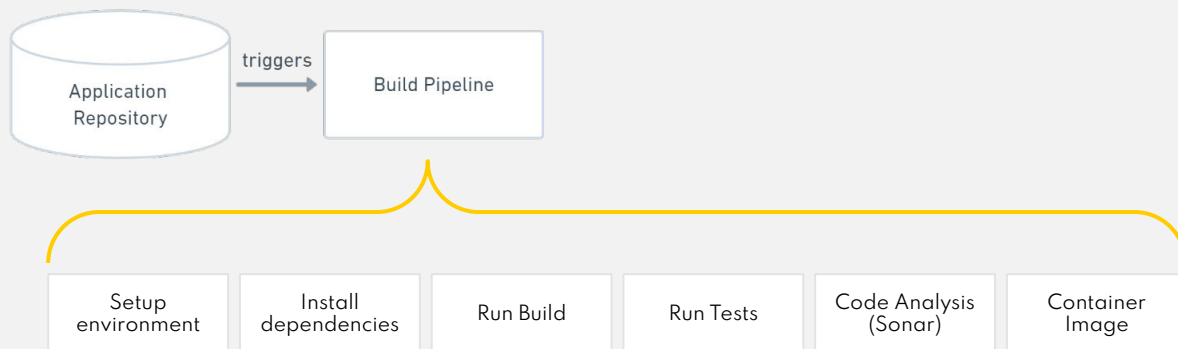 triggers
Application
Repository
Build Pipeline
Setup
environment
Install
dependencies
Run Build
Run Tests
Code Analysis
(Sonar)
Container
Image